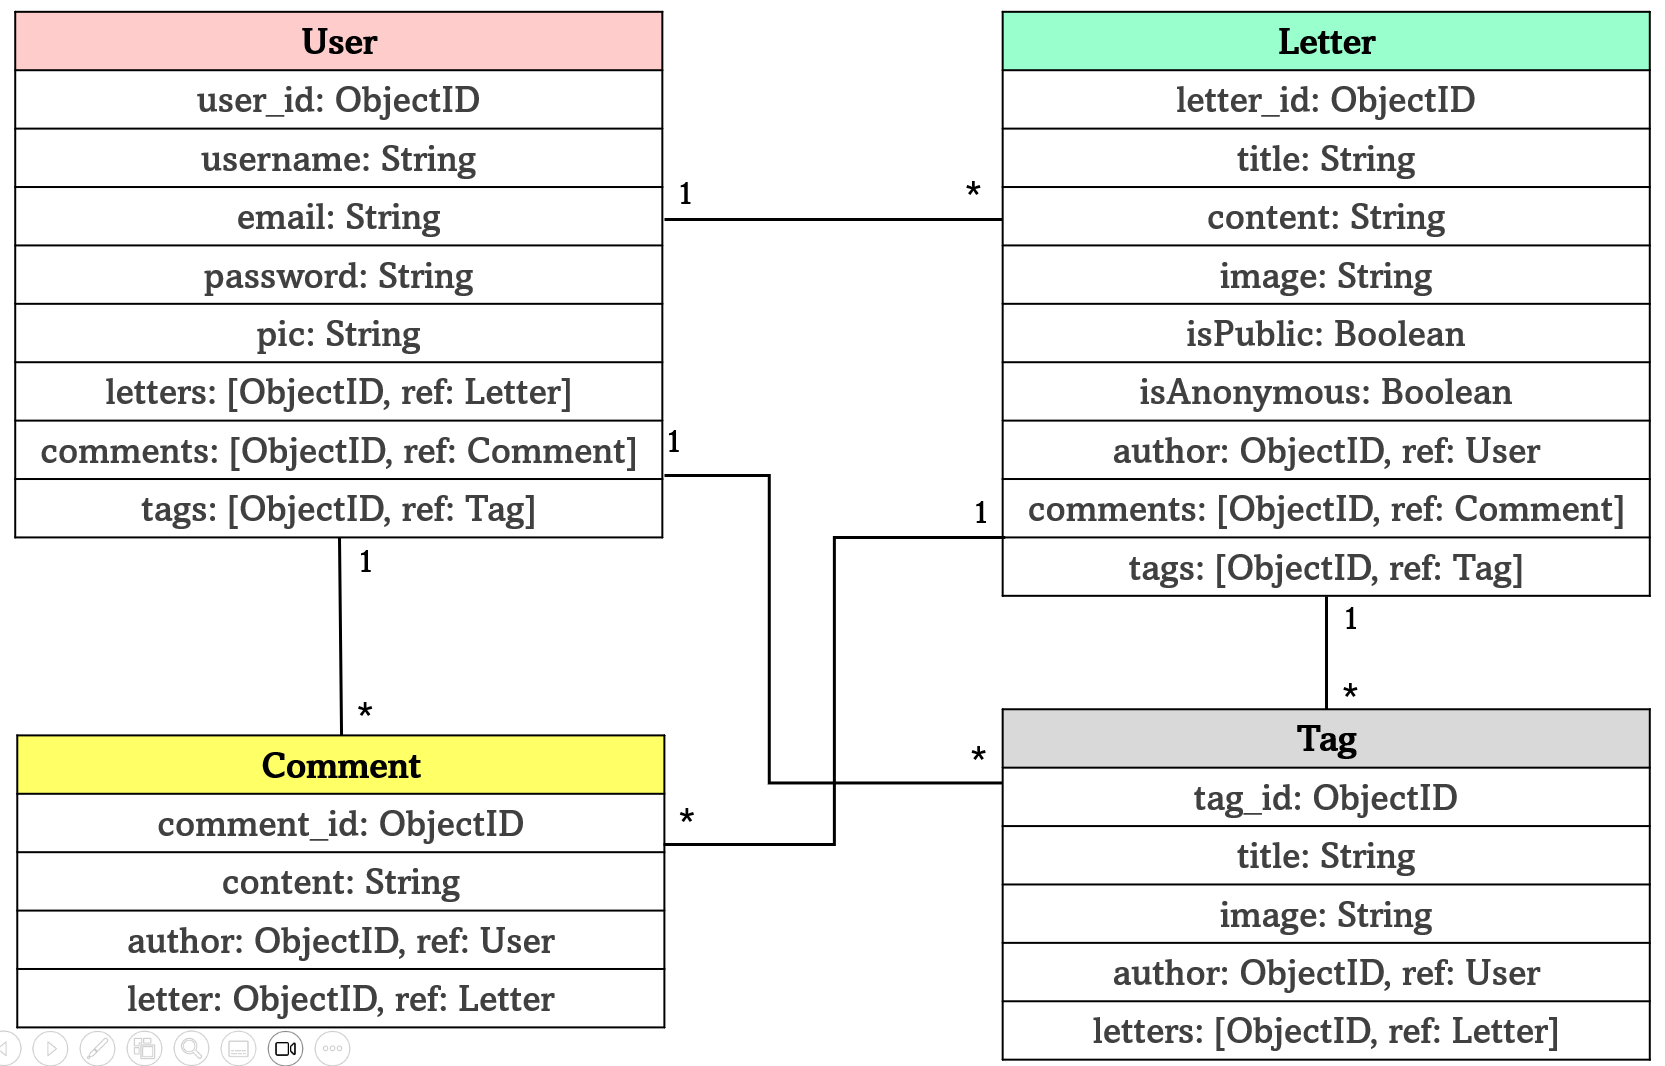 User
user_id: ObjectID
username: String
email: String
password: String
pic: String
letters: [ObjectID, ref: Letter]
comments: [ObjectID, ref: Comment]
tags: [ObjectID, ref: Tag]
1
*
1
1
*
Letter
letter_id: ObjectID
title: String
content: String
image: String
isPublic: Boolean
isAnonymous: Boolean
author: ObjectID, ref: User
comments: [ObjectID, ref: Comment]
tags: [ObjectID, ref: Tag]
1
1
*
Comment
comment_id: ObjectID
content: String
author: ObjectID, ref: User
letter: ObjectID, ref: Letter
*
*
Tag
tag_id: ObjectID
title: String
image: String
author: ObjectID, ref: User
letters: [ObjectID, ref: Letter]